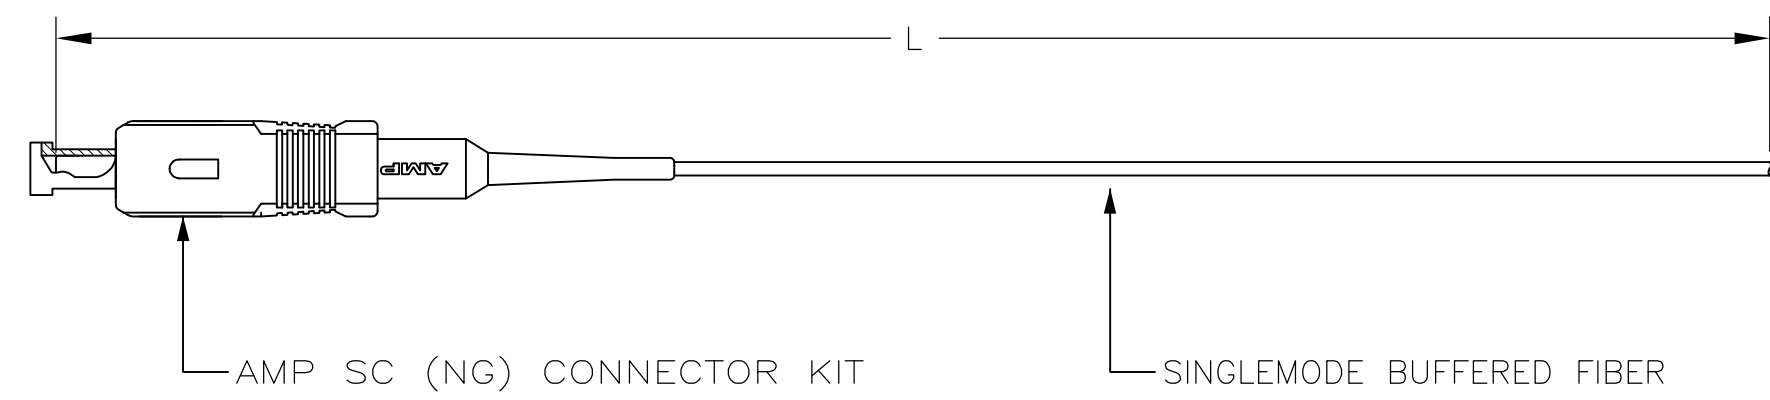 L
AMP
AMP SC (NG) CONNECTOR KIT
SINGLEMODE BUFFERED FIBER